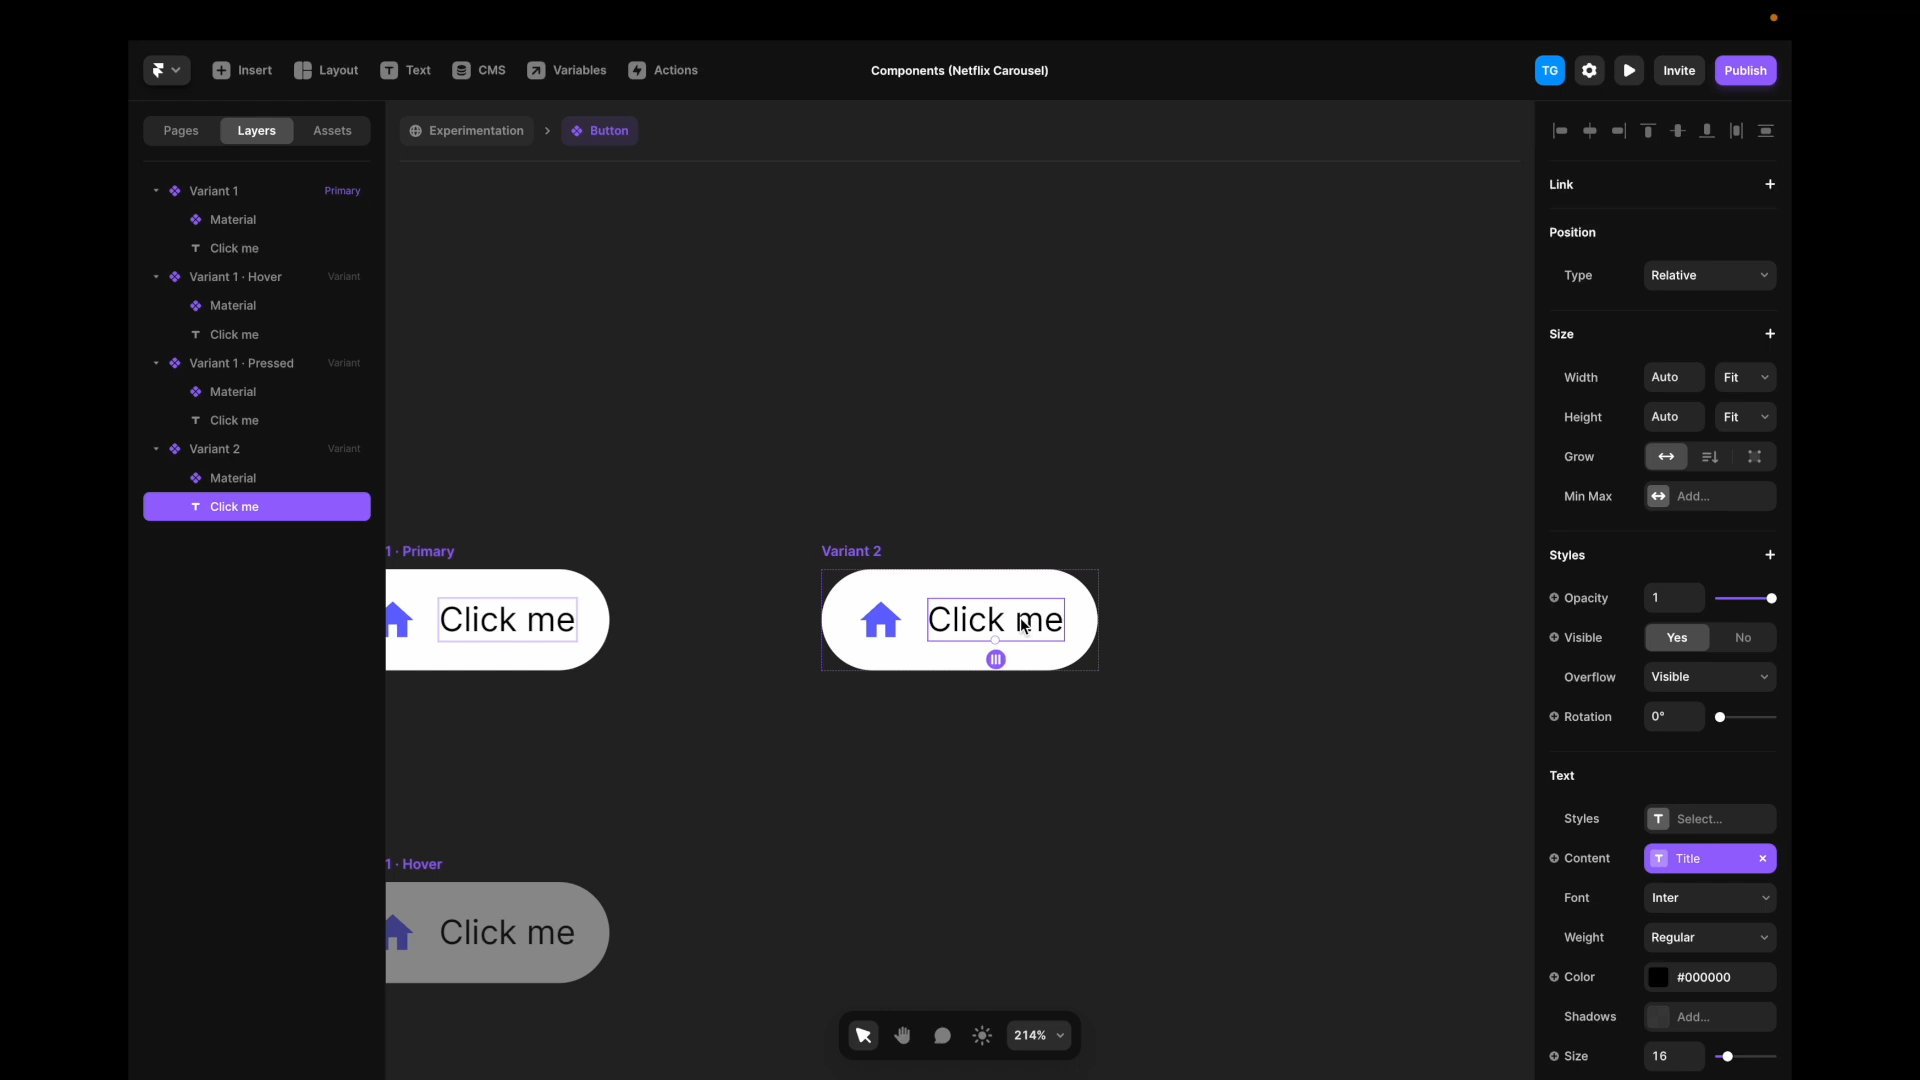 Insert Layout Text CMS Variables Actions
Components (Netflix Carousel)
TG Invite Publish
Pages Layers Assets
Variant 1 Primary
Material
Click me
Variant 1 · Hover Variant
Material
Click me
Variant 1 · Pressed Variant
Material
Click me
Variant 2 Variant
Material
Click me
Experimentation > Button
1 · Primary
Click me
Variant 2
Click me
1 · Hover
Click me
214%
Link
Position
Type Relative
Size
Width Auto Fit
Height Auto Fit
Grow
Min Max Add...
Styles
Opacity 1
Visible Yes No
Overflow Visible
Rotation 0°
Text
Styles T Select...
Content T Title ×
Font Inter
Weight Regular
Color #000000
Shadows Add...
Size 16